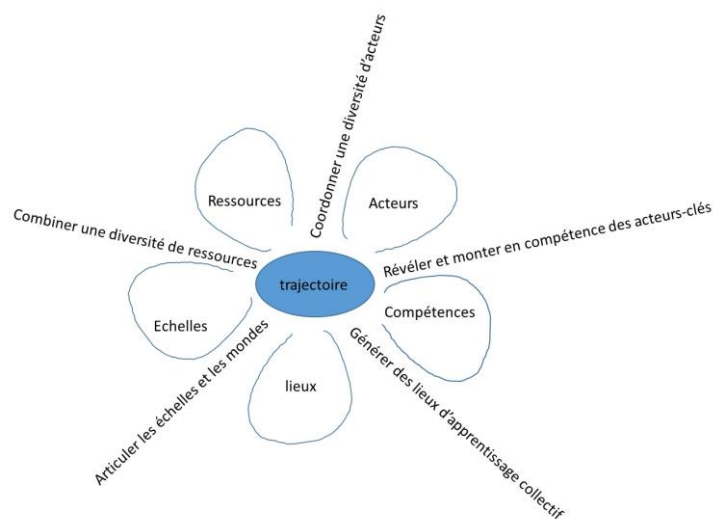 Coordonner une diversité d'acteurs
Ressources
Acteurs
Combiner une diversité de ressources
Révéler et monter en compétence des acteurs-clés
trajectoire
Echelles
Compétences
Articuler les échelles et les mondes
lieux
Générer des lieux d'apprentissage collectif